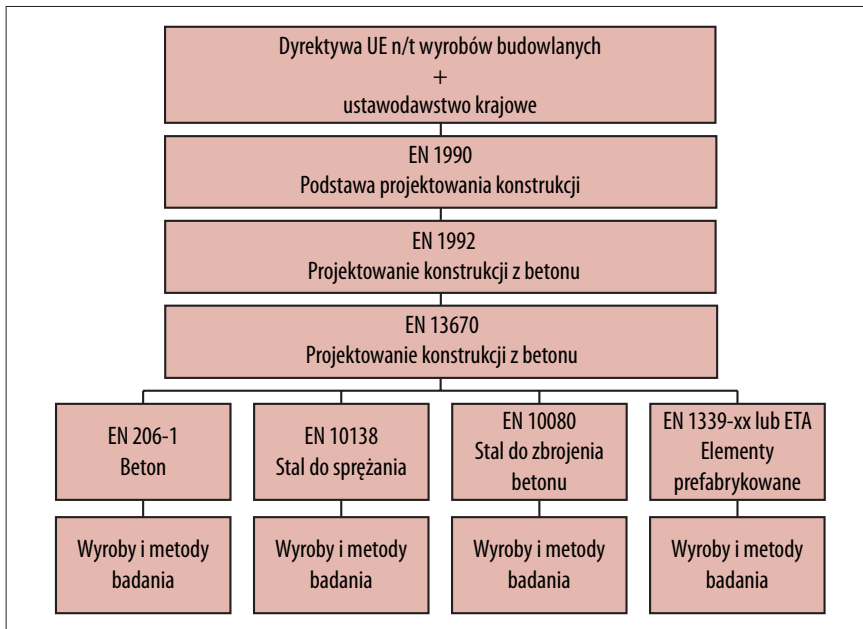 Dyrektywa UE n/t wyrobów budowlanych
+
ustawodawstwo krajowe
EN 1990
Podstawa projektowania konstrukcji
EN 1992
Projektowanie konstrukcji z betonu
EN 13670
Projektowanie konstrukcji z betonu
EN 206-1
Beton
EN 10138
Stal do sprężania
EN 10080
Stal do zbrojenia
betonu
EN 1339-xx lub ETA
Elementy
prefabrykowane
Wyroby i metody
badania
Wyroby i metody
badania
Wyroby i metody
badania
Wyroby i metody
badania